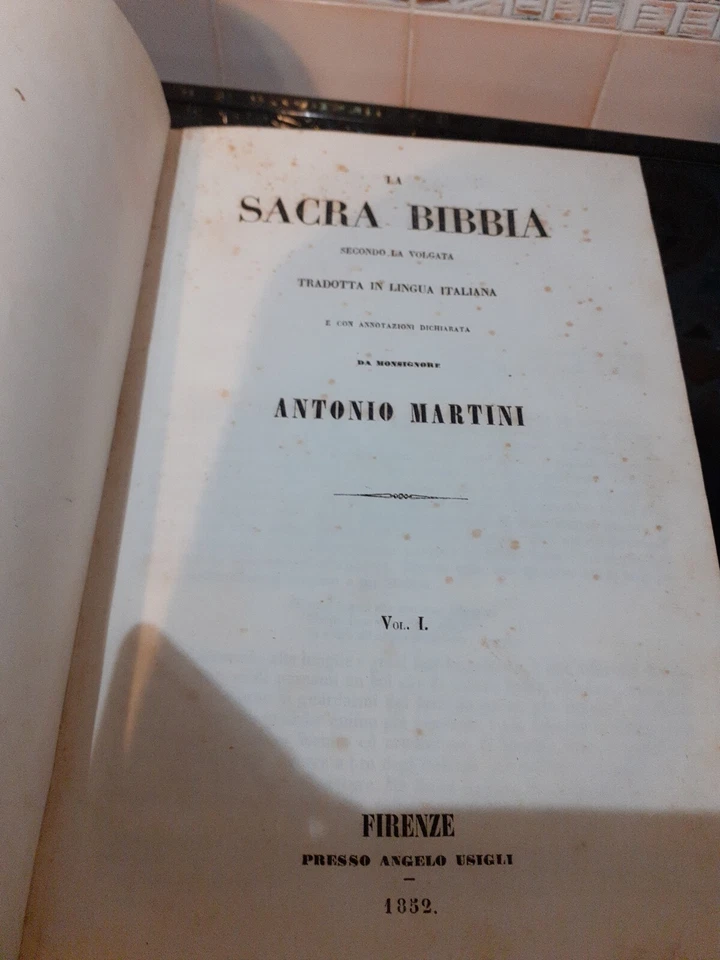 LA
SACRA BIBBIA
SECONDO LA VOLGATA
TRADOTTA IN LINGUA ITALIANA
E CON ANNOTAZIONI DICHIARATA
DA MONSIGNORE
ANTONIO MARTINI
VOL. I.
FIRENZE
PRESSO ANGELO USIGLI
1852.